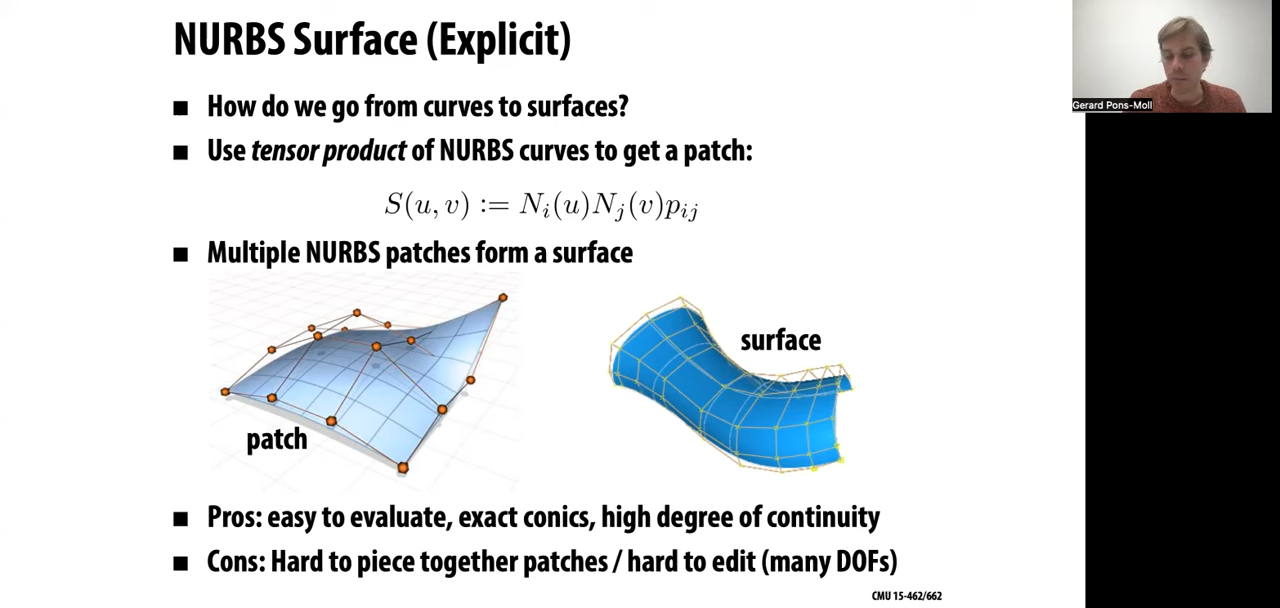 NURBS Surface (Explicit)
Gerard Pons-Moll
■ How do we go from curves to surfaces?
■ Use tensor product of NURBS curves to get a patch:
S(u, v) := N_i(u)N_j(v)p_{ij}
■ Multiple NURBS patches form a surface
surface
patch
■ Pros: easy to evaluate, exact conics, high degree of continuity
■ Cons: Hard to piece together patches / hard to edit (many DOFs)
CMU 15-462/662